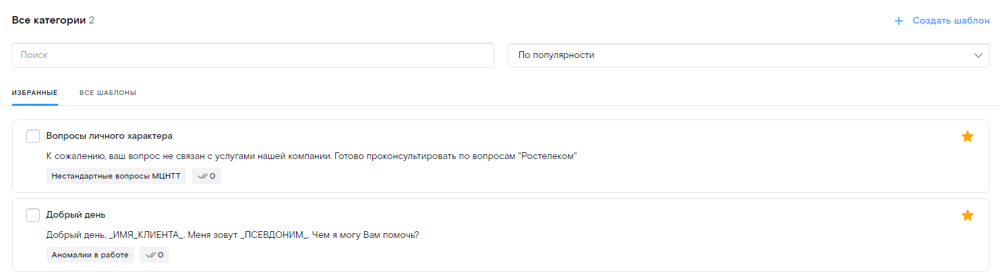 Все категории 2
Создать шаблон
Поиск
По популярности
ИЗБРАННЫЕ
ВСЕ ШАБЛОНЫ
Вопросы личного характера
К сожалению, ваш вопрос не связан с услугами нашей компании. Готово проконсультировать по вопросам "Ростелеком"
Нестандартные вопросы МЦНТТ
0
Добрый день
Добрый день, _ИМЯ_КЛИЕНТА_. Меня зовут _ПСЕВДОНИМ_. Чем я могу Вам помочь?
Аномалии в работе
0